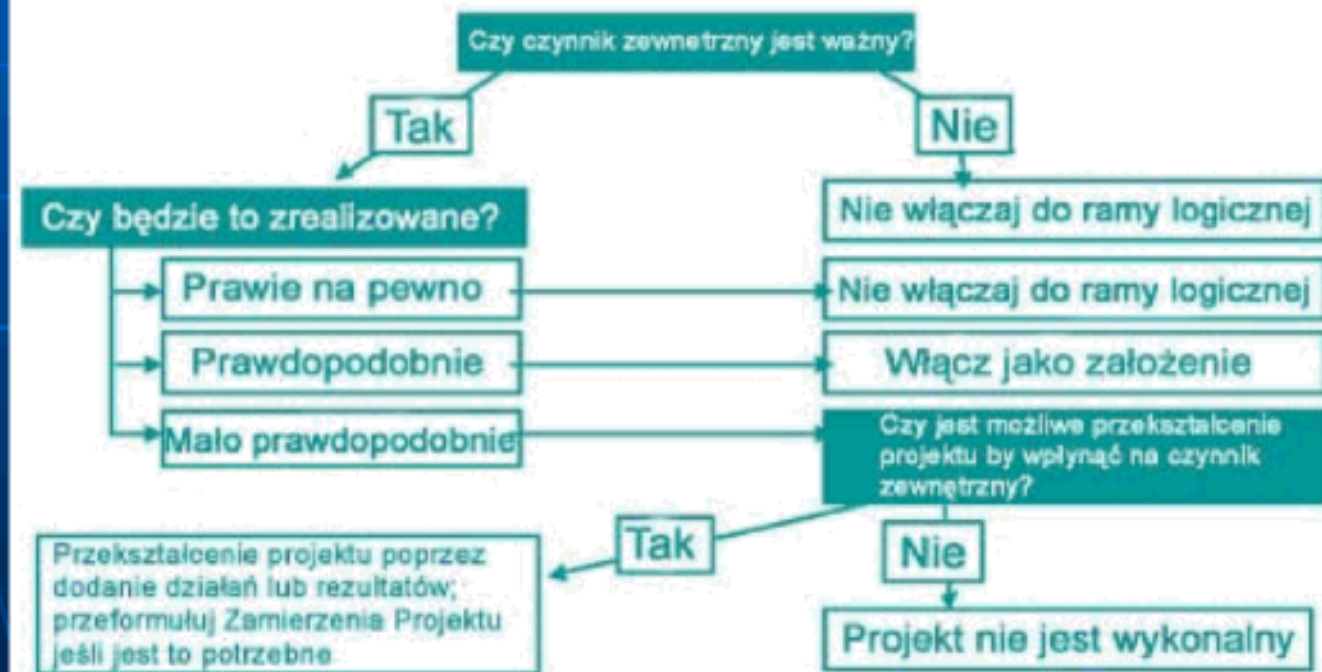 Czy czynnik zewnetrzny jest ważny?
Tak
Nie
Czy będzie to zrealizowane?
Nie włączaj do ramy logicznej
Prawie na pewno
Nie włączaj do ramy logicznej
Prawdopodobnie
Włącz jako założenie
Mało prawdopodobnie
Czy jest możliwe przekształcenie
projektu by wpłynąć na czynnik
zewnętrzny?
Tak
Nie
Przekształcenie projektu poprzez
dodanie działań lub rezultatów;
przeformułuj Zamierzenia Projektu
jeśli jest to potrzebne
Projekt nie jest wykonalny